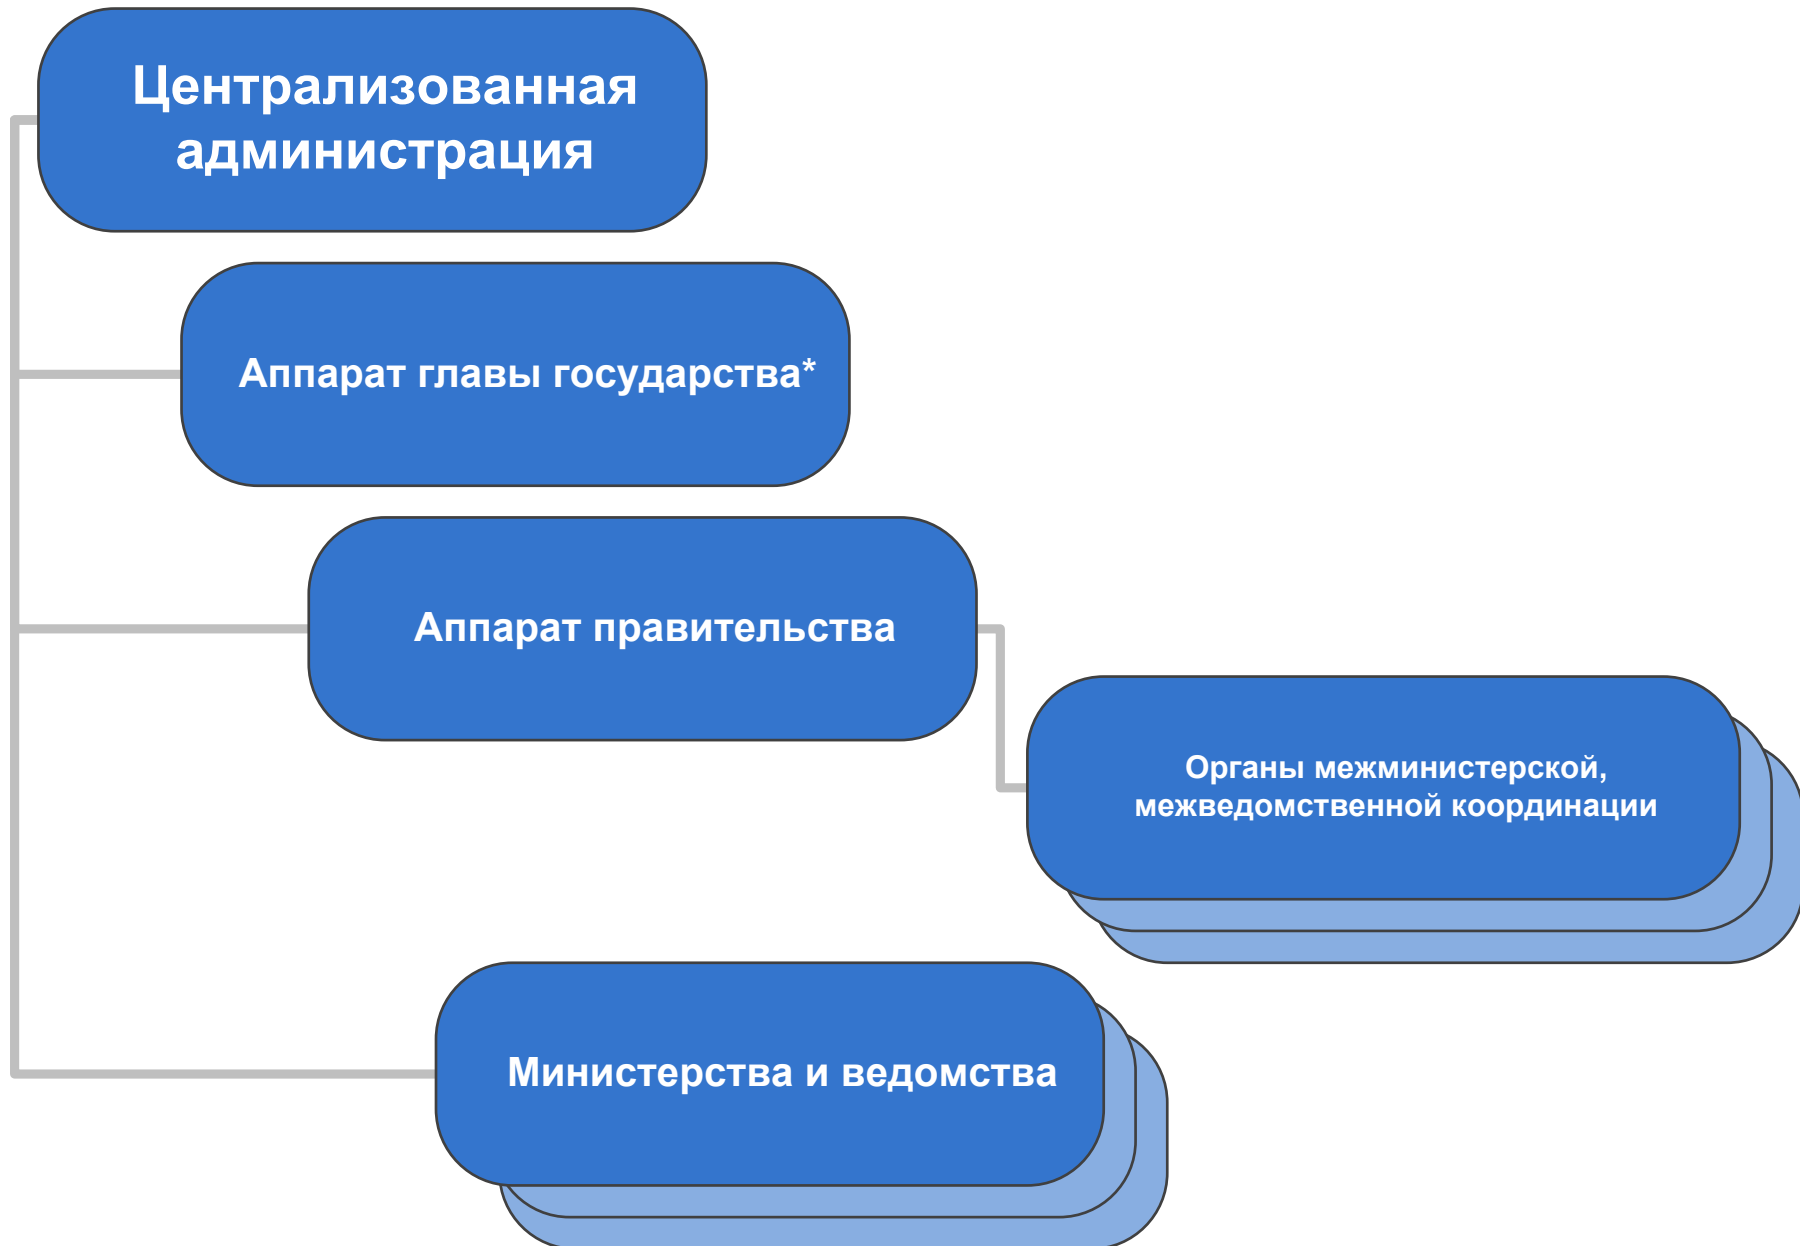 Централизованная
администрация
Аппарат главы государства*
Аппарат правительства
Органы межминистерской,
межведомственной координации
Министерства и ведомства